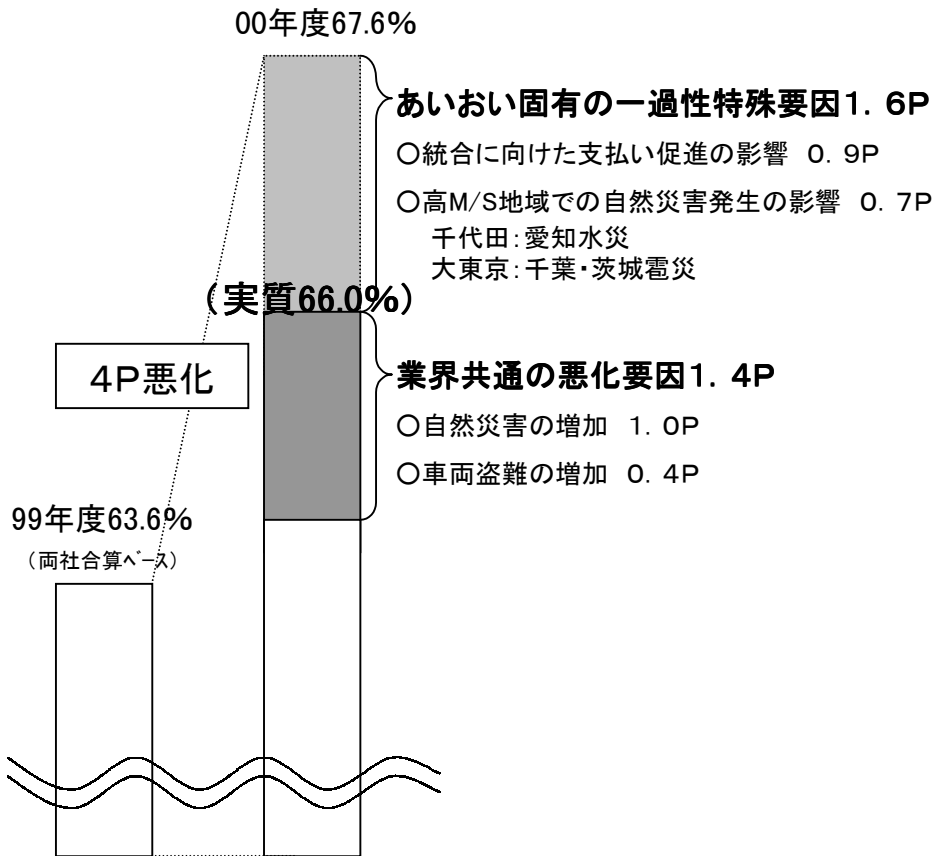 00年度67.6%
あいおい固有の一過性特殊要因1．6P
○統合に向けた支払い促進の影響　0．9P
○高M/S地域での自然災害発生の影響　0．7P
千代田：愛知水災
大東京：千葉・茨城雹災
（実質66.0%）
4P悪化
業界共通の悪化要因1．4P
○自然災害の増加　1．0P
○車両盗難の増加　0．4P
99年度63.6%
（両社合算ﾍﾞｰｽ）